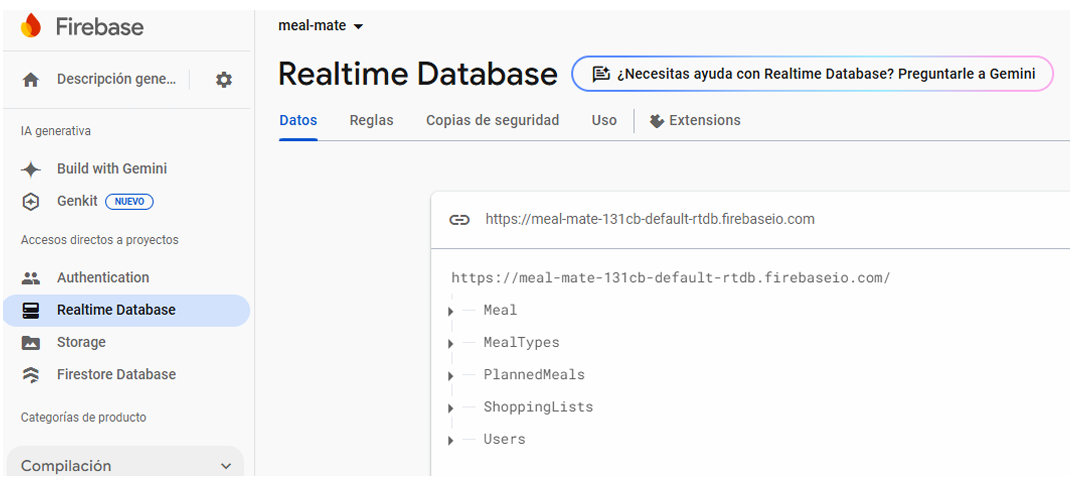 Firebase
Descripción gene...
IA generativa
Build with Gemini
Genkit NUEVO
Accesos directos a proyectos
Authentication
Realtime Database
Storage
Firestore Database
Categorías de producto
Compilación
meal-mate
Realtime Database
¿Necesitas ayuda con Realtime Database? Preguntarle a Gemini
Datos Reglas Copias de seguridad Uso Extensions
https://meal-mate-131cb-default-rtdb.firebaseio.com
https://meal-mate-131cb-default-rtdb.firebaseio.com/
Meal
MealTypes
PlannedMeals
ShoppingLists
Users